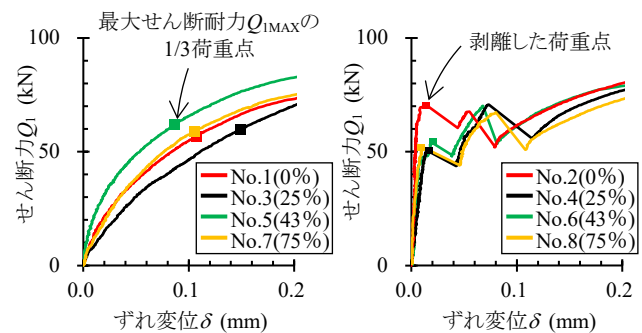 最大せん断耐力Q1MAXの
1/3荷重点
剥離した荷重点
せん断力Q1 (kN)
100
50
0
0.0
0.1
0.2
ずれ変位δ (mm)
No.1(0%)
No.3(25%)
No.5(43%)
No.7(75%)
せん断力Q1 (kN)
100
50
0
0.0
0.1
0.2
ずれ変位δ (mm)
No.2(0%)
No.4(25%)
No.6(43%)
No.8(75%)